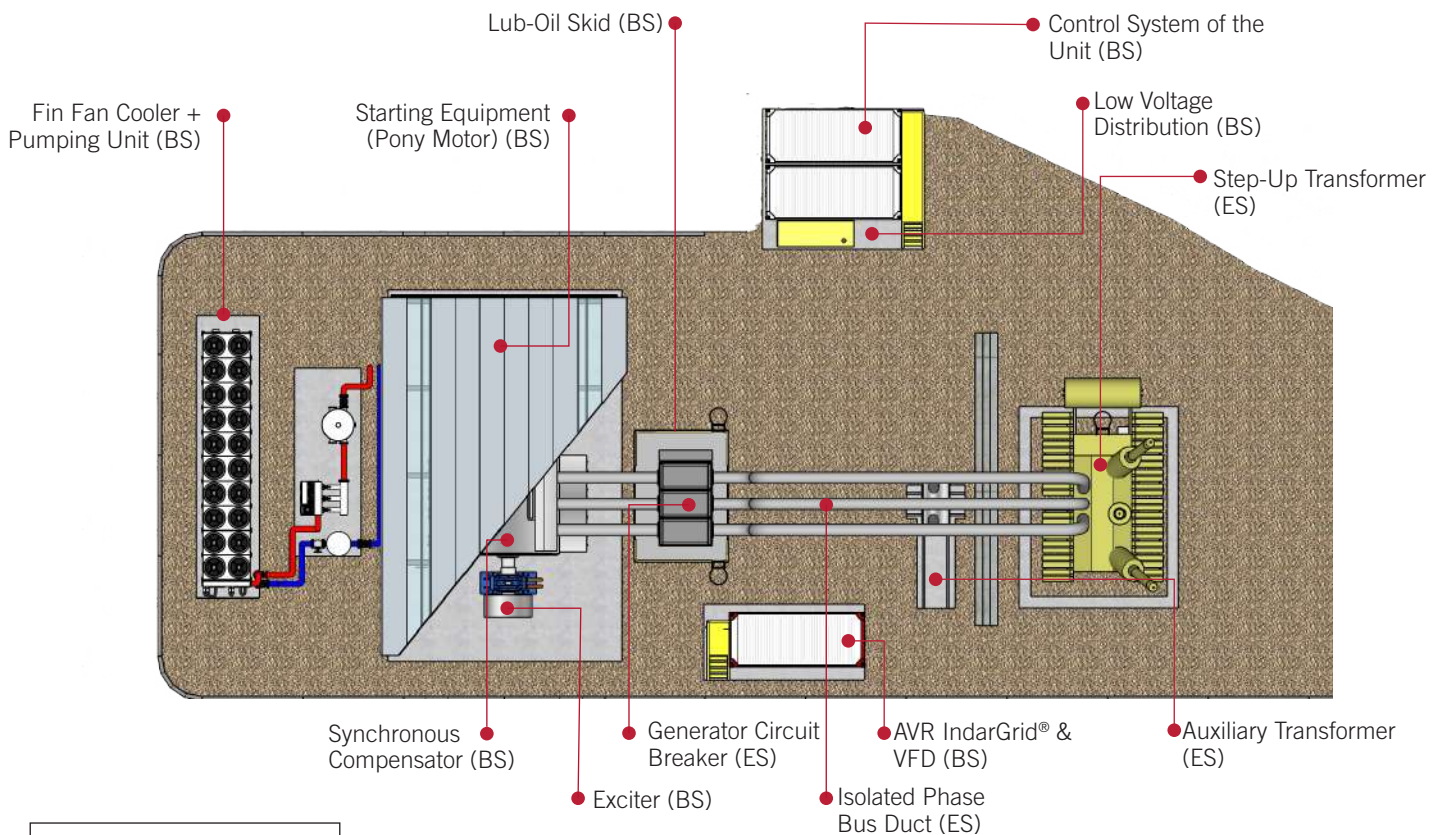 Lub-Oil Skid (BS)
Control System of the
Unit (BS)
Fin Fan Cooler +
Pumping Unit (BS)
Starting Equipment
(Pony Motor) (BS)
Low Voltage
Distribution (BS)
Step-Up Transformer
(ES)
Synchronous
Compensator (BS)
Generator Circuit
Breaker (ES)
AVR IndarGrid® &
VFD (BS)
Auxiliary Transformer
(ES)
Exciter (BS)
Isolated Phase
Bus Duct (ES)